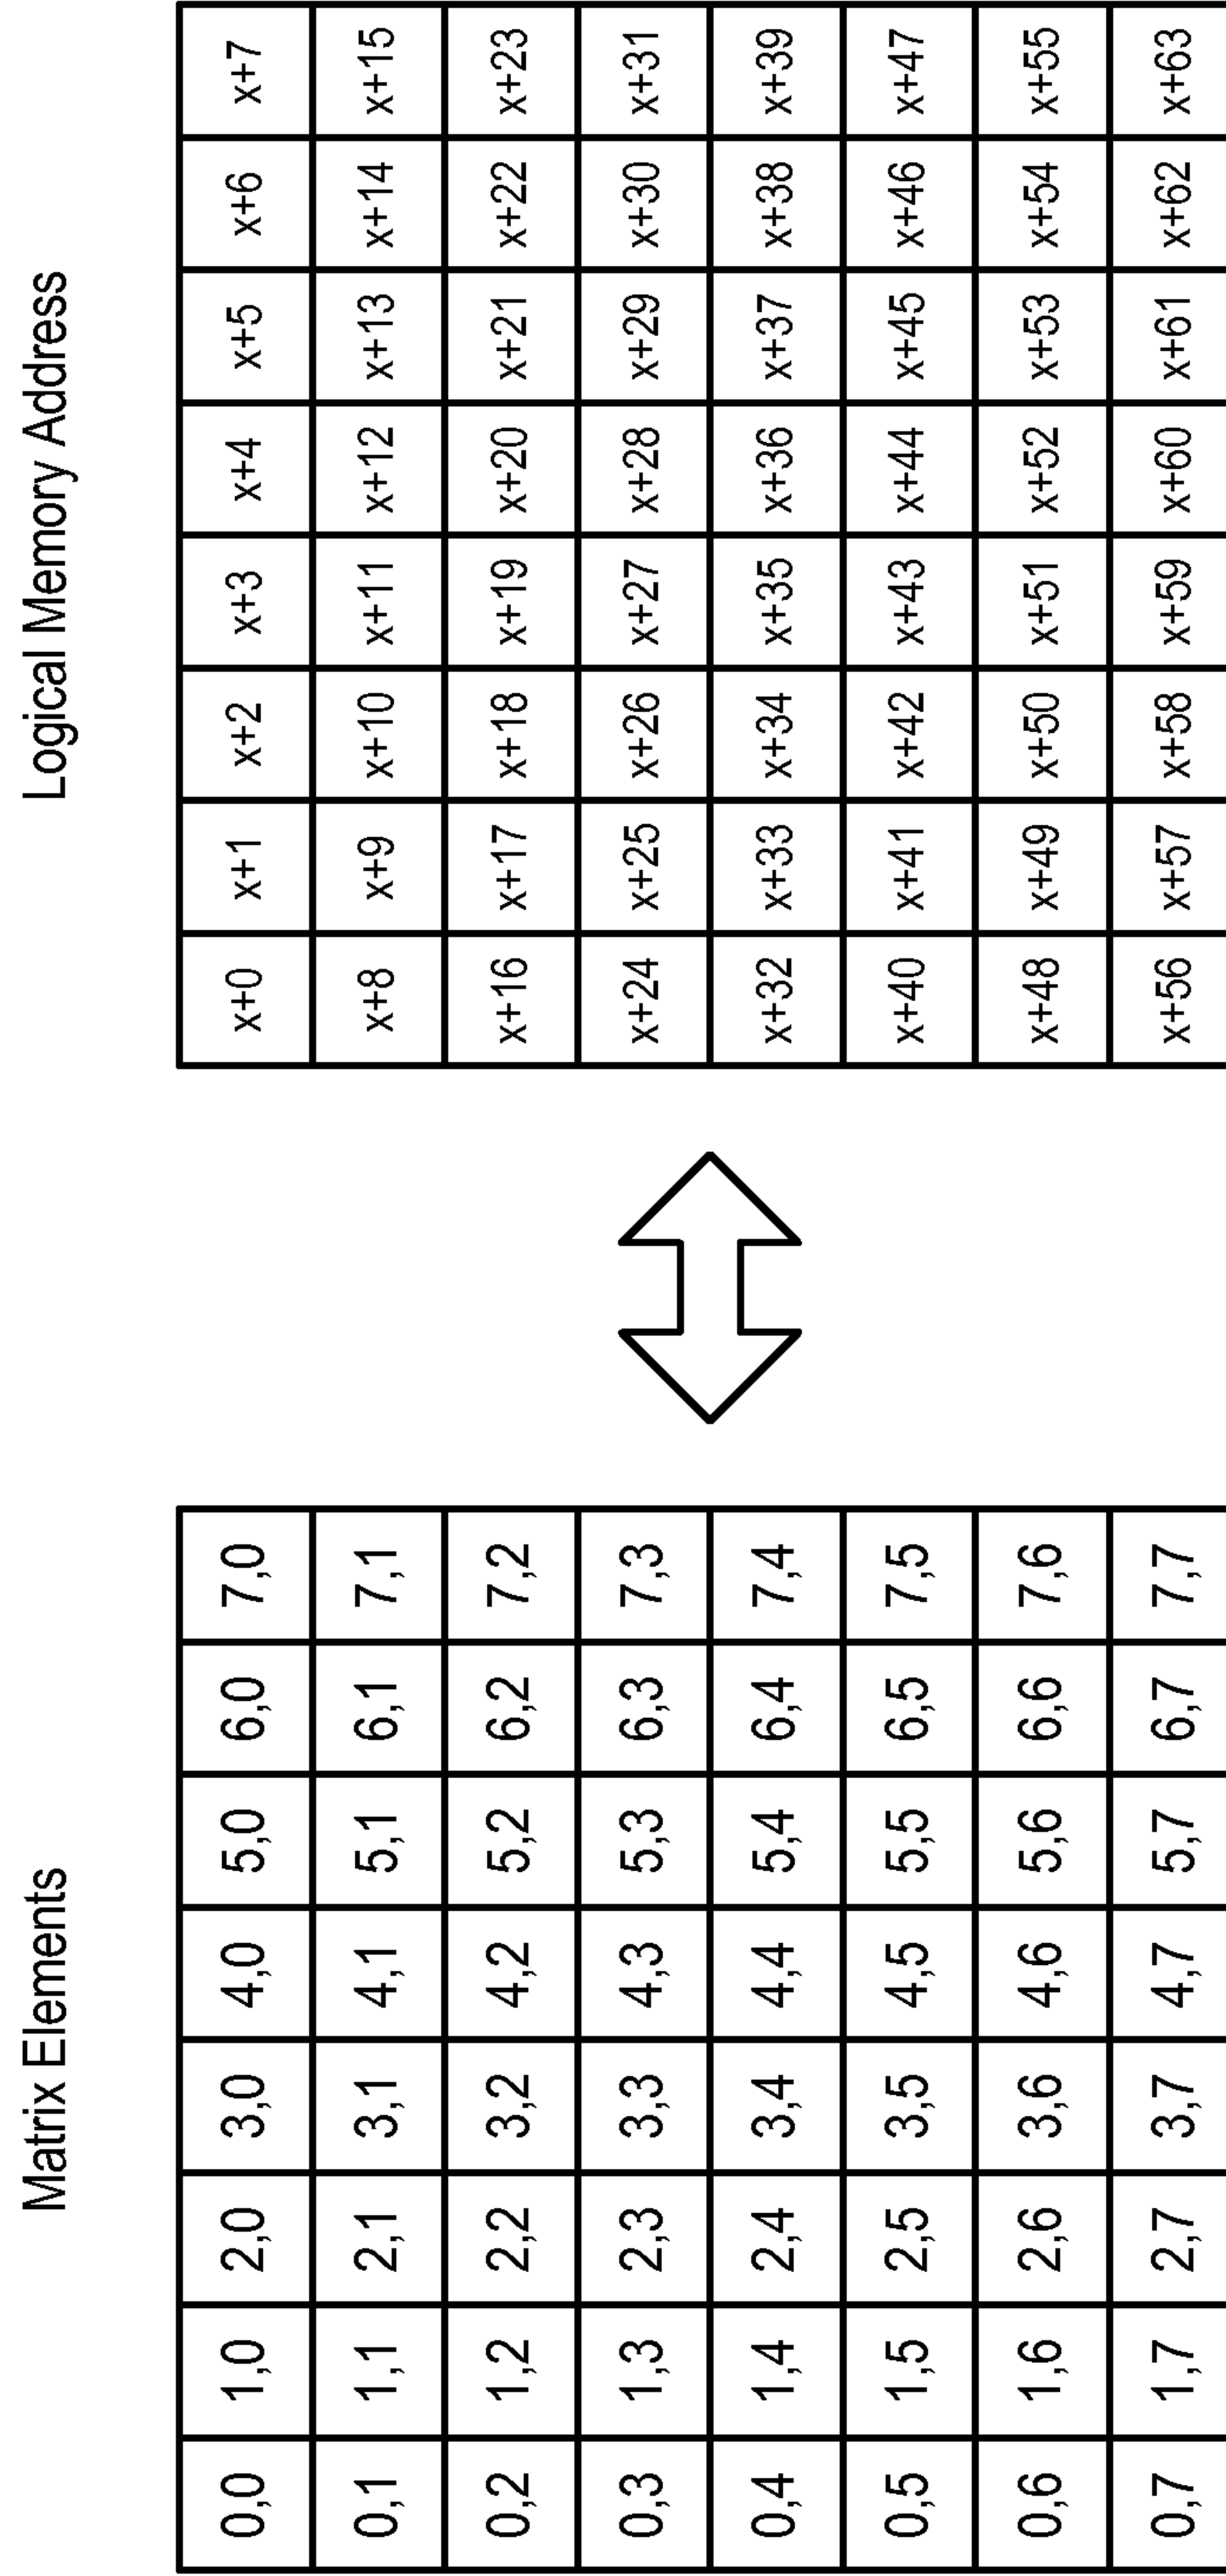 Matrix Elements
0,0 1,0 2,0 3,0 4,0 5,0 6,0 7,0
0,1 1,1 2,1 3,1 4,1 5,1 6,1 7,1
0,2 1,2 2,2 3,2 4,2 5,2 6,2 7,2
0,3 1,3 2,3 3,3 4,3 5,3 6,3 7,3
0,4 1,4 2,4 3,4 4,4 5,4 6,4 7,4
0,5 1,5 2,5 3,5 4,5 5,5 6,5 7,5
0,6 1,6 2,6 3,6 4,6 5,6 6,6 7,6
0,7 1,7 2,7 3,7 4,7 5,7 6,7 7,7
Logical Memory Address
x+0 x+1 x+2 x+3 x+4 x+5 x+6 x+7
x+8 x+9 x+10 x+11 x+12 x+13 x+14 x+15
x+16 x+17 x+18 x+19 x+20 x+21 x+22 x+23
x+24 x+25 x+26 x+27 x+28 x+29 x+30 x+31
x+32 x+33 x+34 x+35 x+36 x+37 x+38 x+39
x+40 x+41 x+42 x+43 x+44 x+45 x+46 x+47
x+48 x+49 x+50 x+51 x+52 x+53 x+54 x+55
x+56 x+57 x+58 x+59 x+60 x+61 x+62 x+63